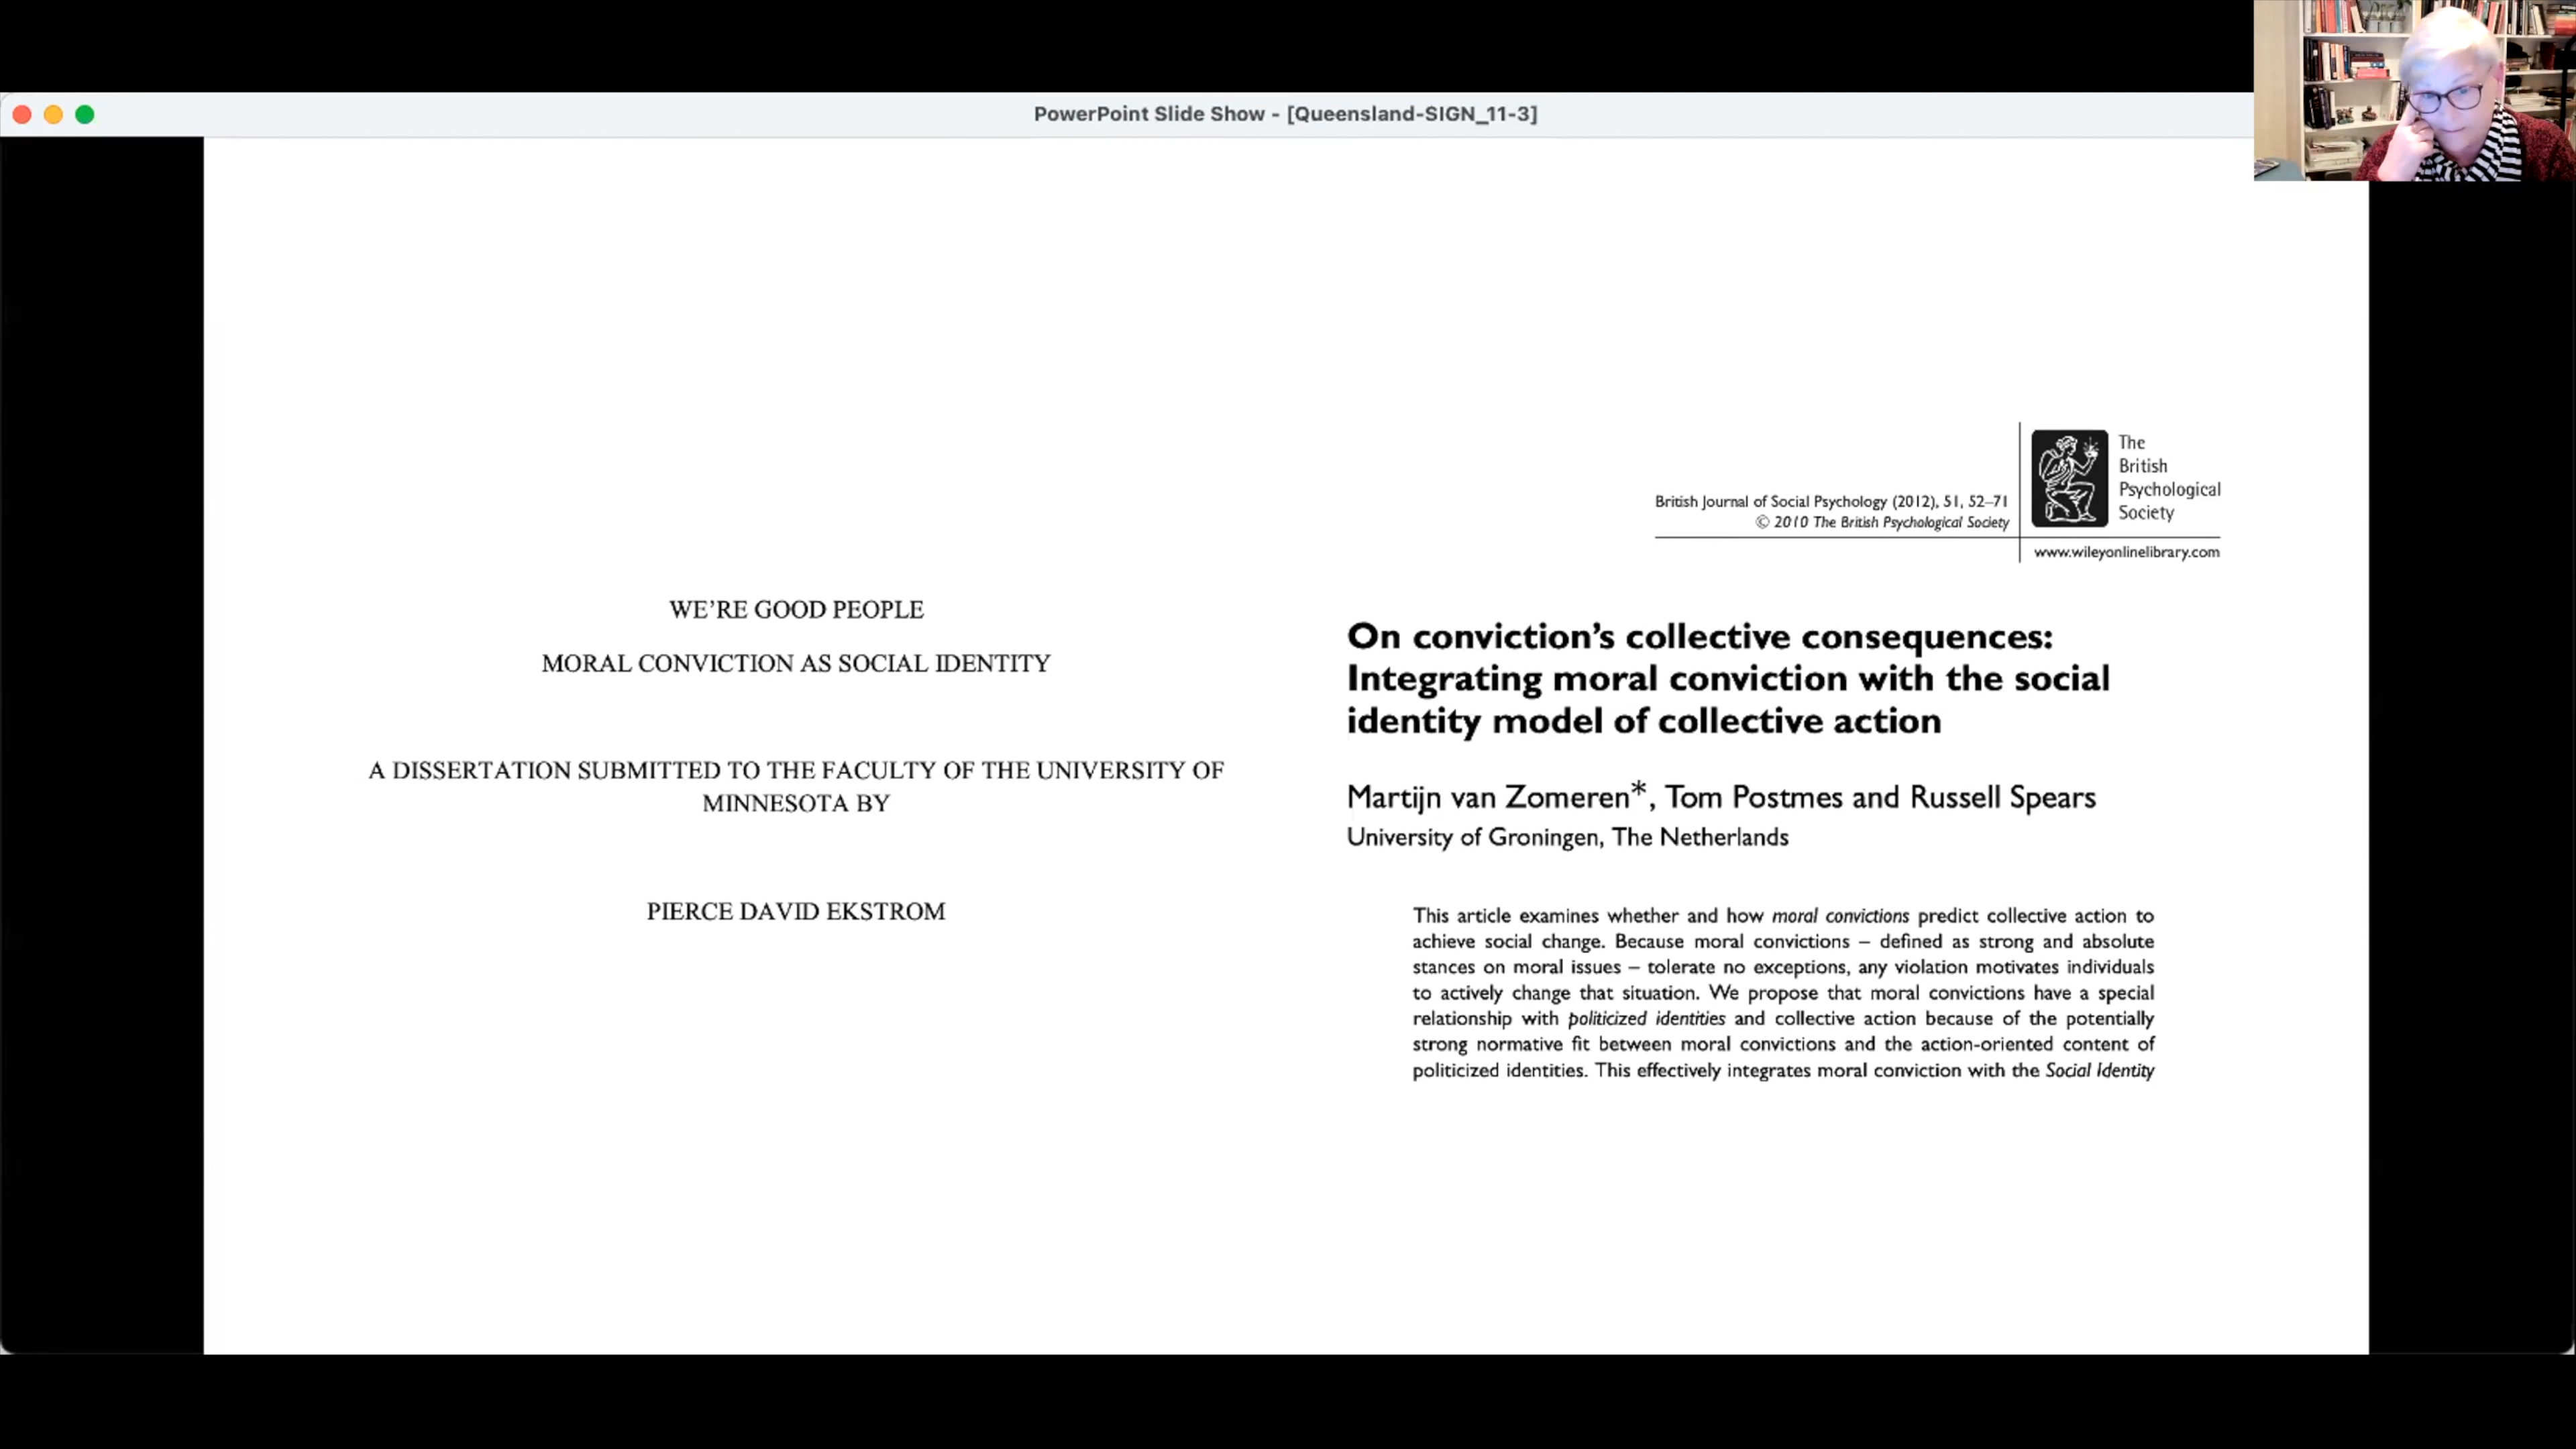 PowerPoint Slide Show - [Queensland-SIGN_11-3]
WE’RE GOOD PEOPLE
MORAL CONVICTION AS SOCIAL IDENTITY
A DISSERTATION SUBMITTED TO THE FACULTY OF THE UNIVERSITY OF
MINNESOTA BY
PIERCE DAVID EKSTROM
British Journal of Social Psychology (2012), 51, 52–71
© 2010 The British Psychological Society
The
British
Psychological
Society
www.wileyonlinelibrary.com
On conviction’s collective consequences:
Integrating moral conviction with the social
identity model of collective action
Martijn van Zomeren*, Tom Postmes and Russell Spears
University of Groningen, The Netherlands
This article examines whether and how moral convictions predict collective action to
achieve social change. Because moral convictions – defined as strong and absolute
stances on moral issues – tolerate no exceptions, any violation motivates individuals
to actively change that situation. We propose that moral convictions have a special
relationship with politicized identities and collective action because of the potentially
strong normative fit between moral convictions and the action-oriented content of
politicized identities. This effectively integrates moral conviction with the Social Identity